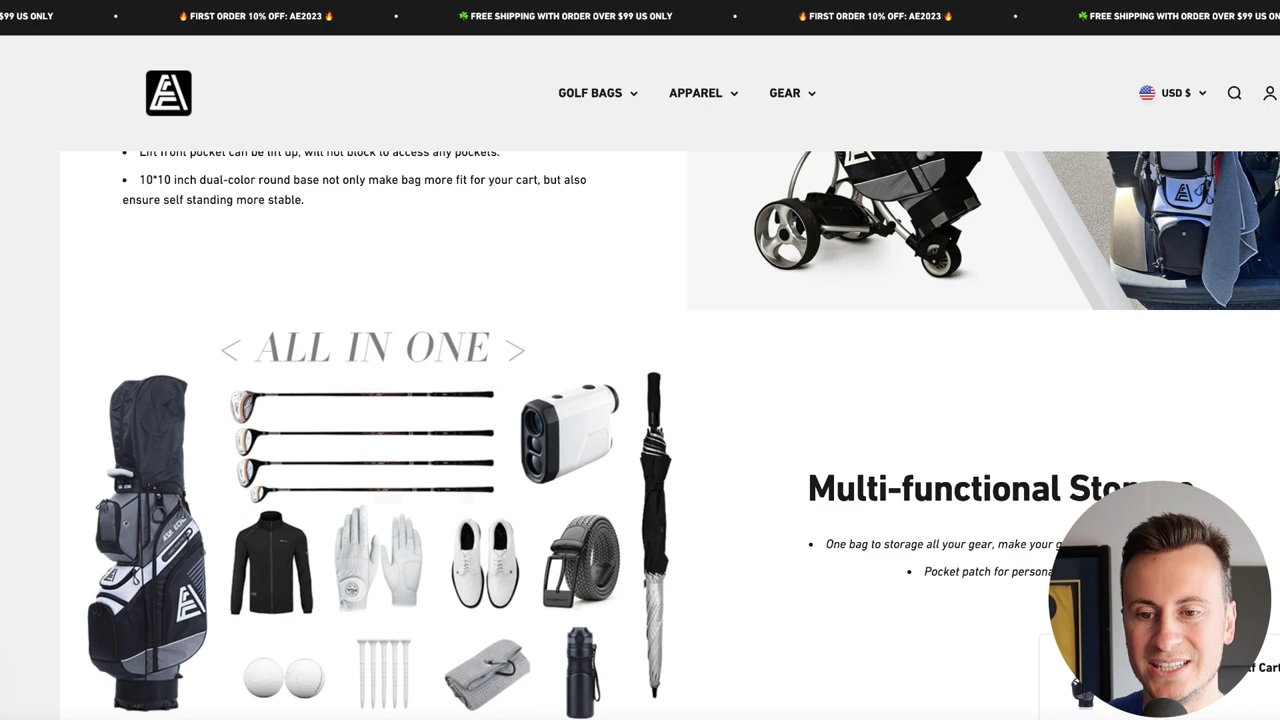 $99 US ONLY • 🔥 FIRST ORDER 10% OFF: AE2023 🔥 • ☘️ FREE SHIPPING WITH ORDER OVER $99 US ONLY • 🔥 FIRST ORDER 10% OFF: AE2023 🔥 • ☘️ FREE SHIPPING WITH ORDER OVER $99 US
GOLF BAGS APPAREL GEAR USD $
• Lift front pocket can be lift up, will not block to access any pockets.
• 10*10 inch dual-color round base not only make bag more fit for your cart, but also
ensure self standing more stable.
< ALL IN ONE >
Multi-functional Storage
• One bag to storage all your gear, make your
• Pocket patch for persona
Cart